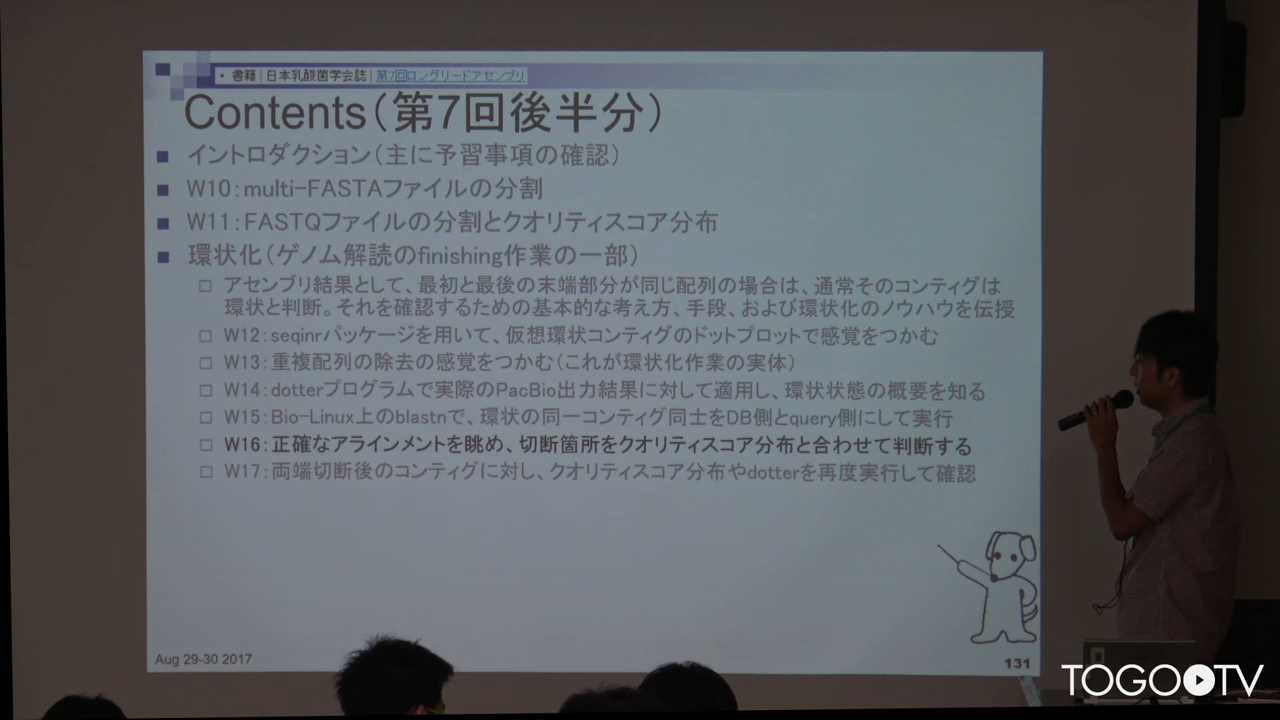 • 書籍 | 日本乳酸菌学会誌 | 第7回ロングリードアセンブリ
Contents(第7回後半分)
■ イントロダクション(主に予習事項の確認)
■ W10:multi-FASTAファイルの分割
■ W11:FASTQファイルの分割とクオリティスコア分布
■ 環状化(ゲノム解読のfinishing作業の一部)
□ アセンブリ結果として、最初と最後の末端部分が同じ配列の場合は、通常そのコンティグは
環状と判断。それを確認するための基本的な考え方、手段、および環状化のノウハウを伝授
□ W12:seqinrパッケージを用いて、仮想環状コンティグのドットプロットで感覚をつかむ
□ W13:重複配列の除去の感覚をつかむ(これが環状化作業の実体)
□ W14:dotterプログラムで実際のPacBio出力結果に対して適用し、環状状態の概要を知る
□ W15:Bio-Linux上のblastnで、環状の同一コンティグ同士をDB側とquery側にして実行
□ W16:正確なアラインメントを眺め、切断箇所をクオリティスコア分布と合わせて判断する
□ W17:両端切断後のコンティグに対し、クオリティスコア分布やdotterを再度実行して確認
Aug 29-30 2017
131
TOGOTV